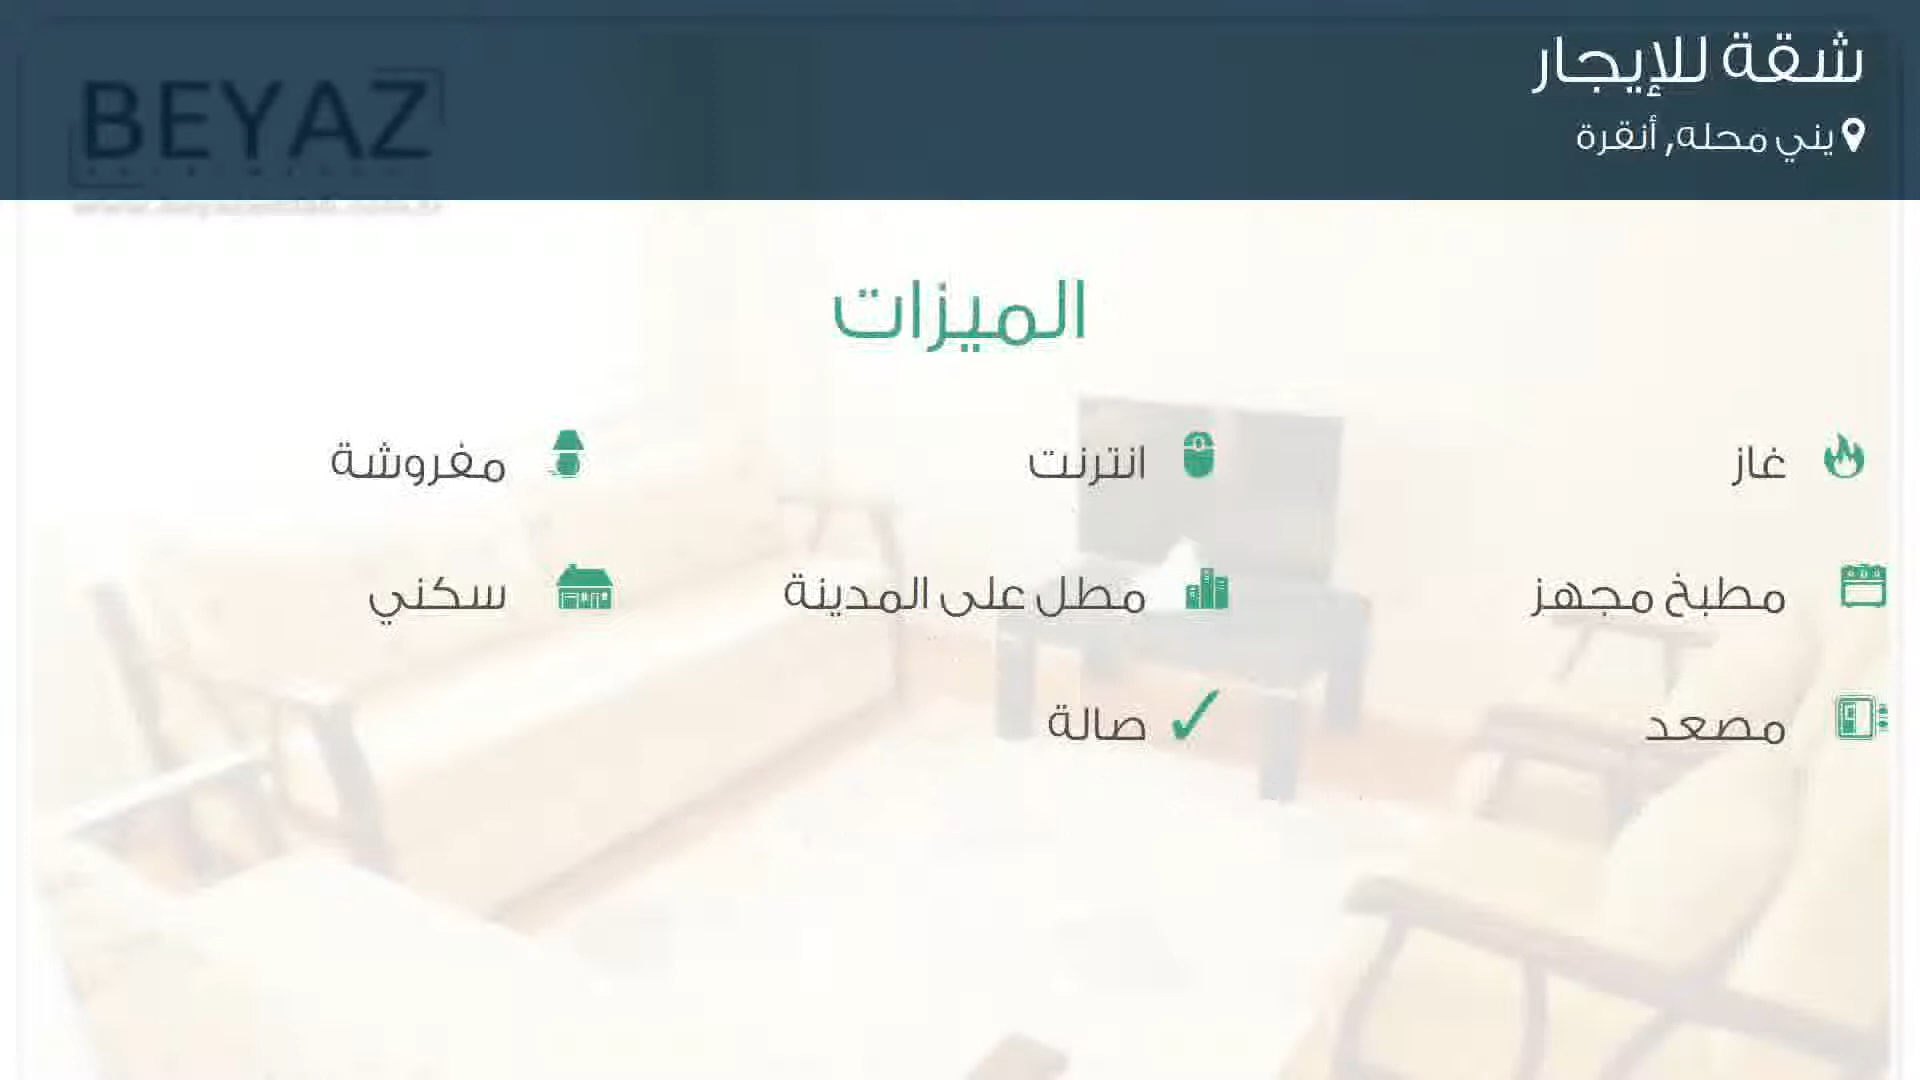 شقة للإيجار
يني محله, أنقرة
BEYAZ
الميزات
غاز
انترنت
مفروشة
مطبخ مجهز
مطل على المدينة
سكني
مصعد
صالة